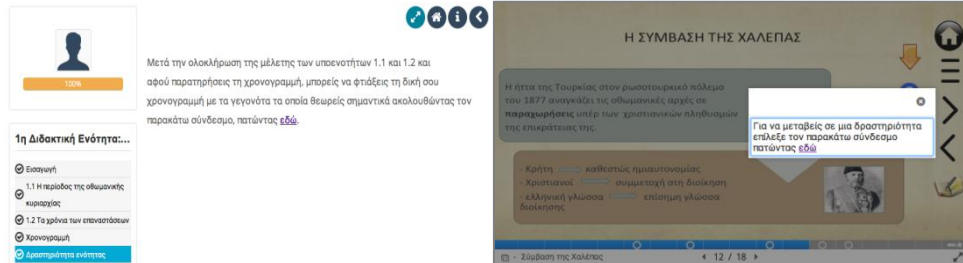 100%
1η Διδακτική Ενότητα:...
Εισαγωγή
1.1 Η περίοδος της οθωμανικής
κυριαρχίας
1.2 Τα χρόνια των επαναστάσεων
Χρονογραμμή
Δραστηριότητα ενότητας
Μετά την ολοκλήρωση της μελέτης των υποενοτήτων 1.1 και 1.2 και
αφού παρατηρήσεις τη χρονογραμμή, μπορείς να φτιάξεις τη δική σου
χρονογραμμή με τα γεγονότα τα οποία θεωρείς σημαντικά ακολουθώντας τον
παρακάτω σύνδεσμο, πατώντας εδώ.
Η ΣΥΜΒΑΣΗ ΤΗΣ ΧΑΛΕΠΑΣ
Η ήττα της Τουρκίας στον ρωσοτουρκικό πόλεμο
του 1877 αναγκάζει τις οθωμανικές αρχές σε
παραχωρήσεις υπέρ των χριστιανικών πληθυσμών
της επικράτειας της.
Για να μεταβείς σε μια δραστηριότητα
επίλεξε τον παρακάτω σύνδεσμο
πατώντας εδώ
- Κρήτη καθεστώς ημιαυτονομίας
- Χριστιανοί συμμετοχή στη διοίκηση
- ελληνική γλώσσα επίσημη γλώσσα
διοίκησης
- Σύμβαση της Χαλέπας
12 / 18